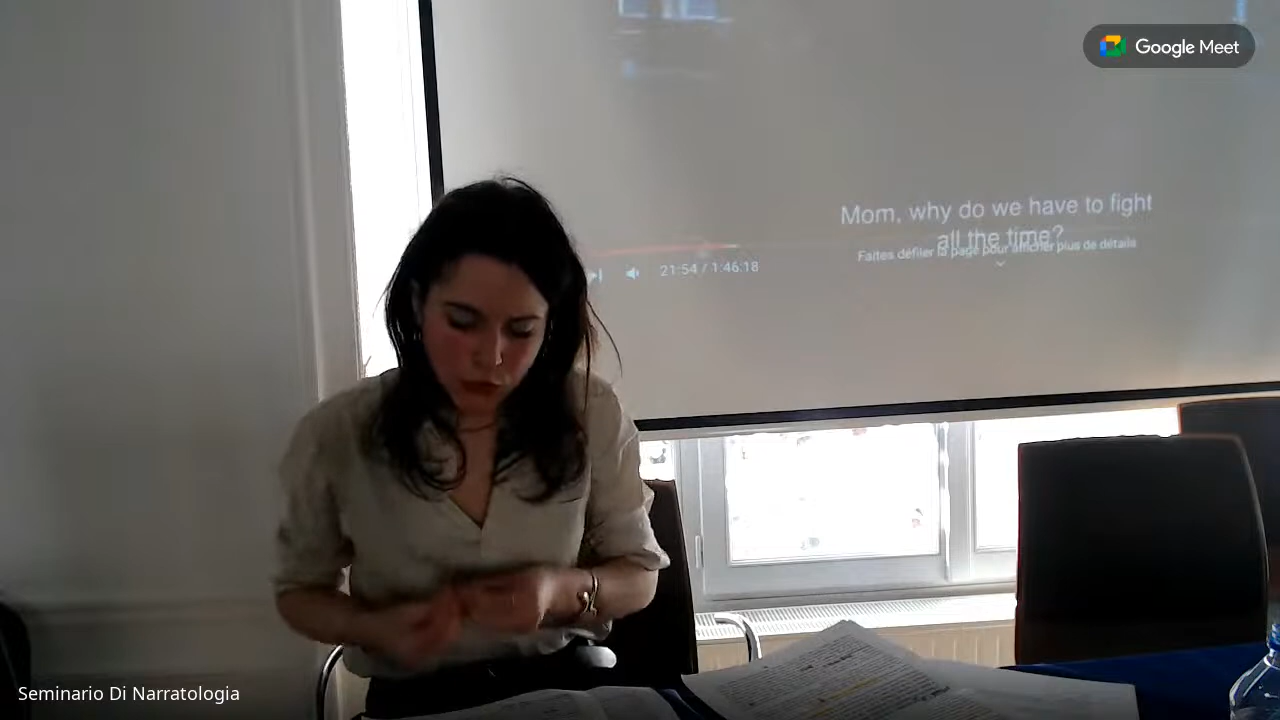 Google Meet
Mom, why do we have to fight
all the time?
Faites défiler la page pour afficher plus de détails
21:54 / 1:46:18
Seminario Di Narratologia